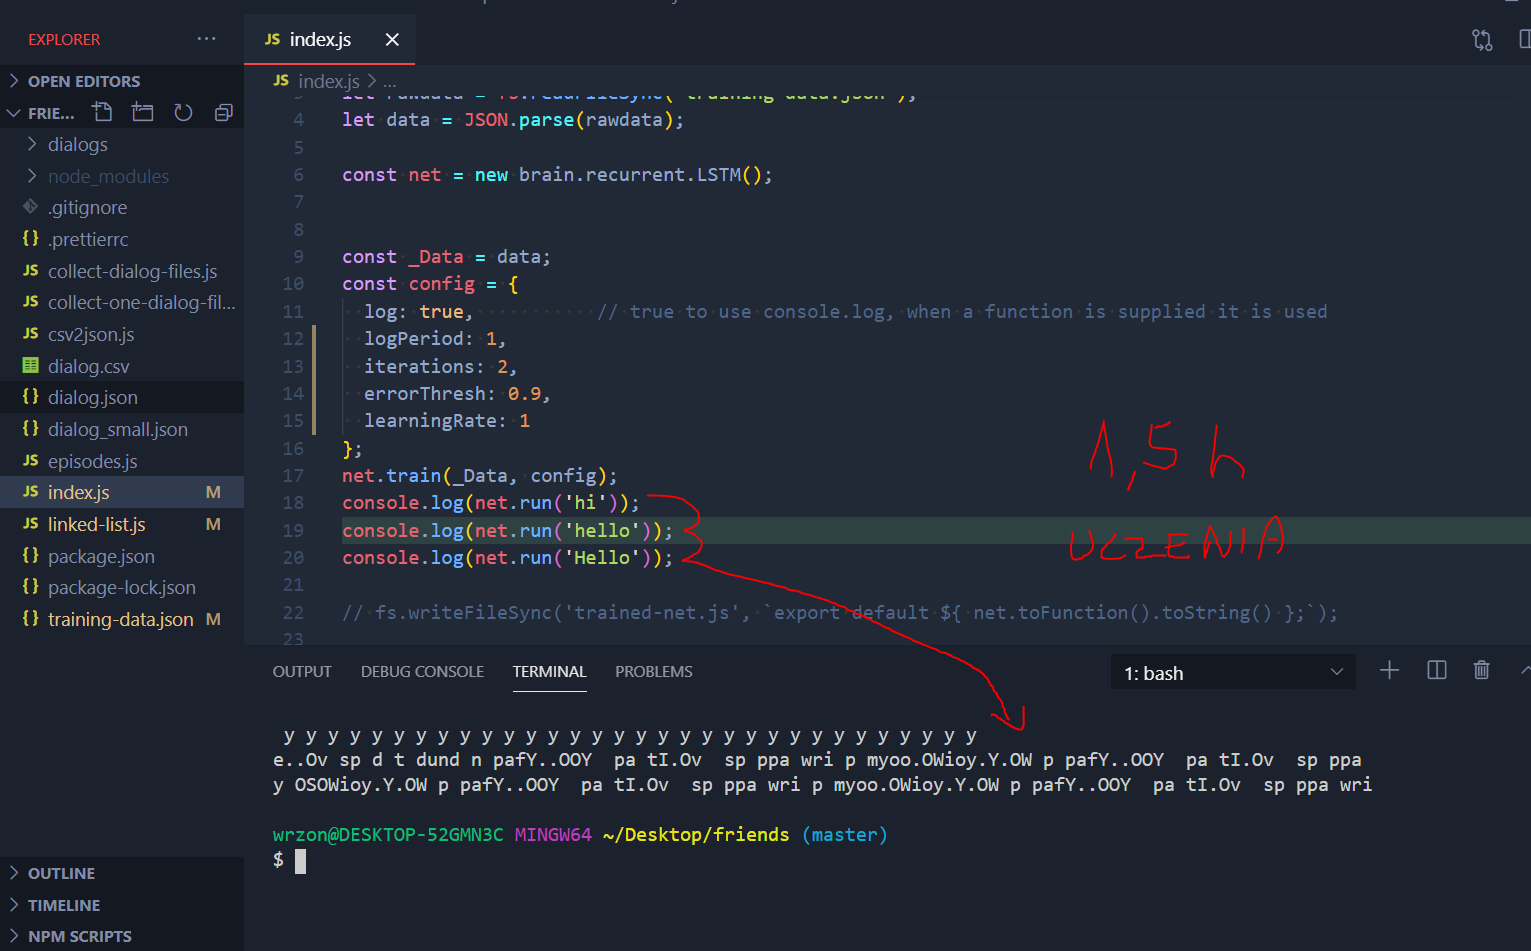 EXPLORER ...
JS index.js
OPEN EDITORS
FRIE...
dialogs
node_modules
.gitignore
{} .prettierrc
JS collect-dialog-files.js
JS collect-one-dialog-fil...
JS csv2json.js
dialog.csv
{} dialog.json
{} dialog_small.json
JS episodes.js
JS index.js M
JS linked-list.js M
{} package.json
{} package-lock.json
{} training-data.json M
OUTLINE
TIMELINE
NPM SCRIPTS
JS index.js > ...
4 let data = JSON.parse(rawdata);
5
6 const net = new brain.recurrent.LSTM();
7
8
9 const _Data = data;
10 const config = {
11 log: true, // true to use console.log, when a function is supplied it is used
12 logPeriod: 1,
13 iterations: 2,
14 errorThresh: 0.9,
15 learningRate: 1
16 };
17 net.train(_Data, config);
18 console.log(net.run('hi'));
19 console.log(net.run('hello'));
20 console.log(net.run('Hello'));
21
22 // fs.writeFileSync('trained-net.js', `export default ${ net.toFunction().toString() };`);
23
1,5 h
UCZENIA
OUTPUT DEBUG CONSOLE TERMINAL PROBLEMS
1: bash
y y y y y y y y y y y y y y y y y y y y y y y y y y y y y y y y
e..Ov sp d t dund n pafY..OOY pa tI.Ov sp ppa wri p myoo.OWioy.Y.OW p pafY..OOY pa tI.Ov sp ppa
y OSOWioy.Y.OW p pafY..OOY pa tI.Ov sp ppa wri p myoo.OWioy.Y.OW p pafY..OOY pa tI.Ov sp ppa wri
wrzon@DESKTOP-52GMN3C MINGW64 ~/Desktop/friends (master)
$